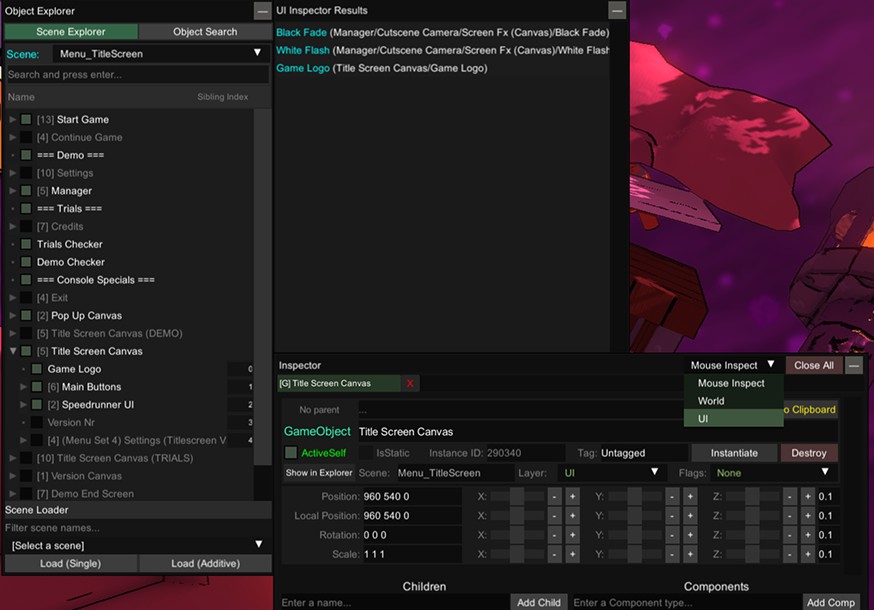 Object Explorer
Scene Explorer Object Search
Scene: Menu_TitleScreen ▼
Search and press enter...
Name Sibling Index
▶ [13] Start Game
▶ [4] Continue Game
=== Demo ===
▶ [10] Settings
▶ [5] Manager
=== Trials ===
▶ [7] Credits
Trials Checker
Demo Checker
=== Console Specials ===
▶ [4] Exit
▶ [2] Pop Up Canvas
▶ [5] Title Screen Canvas (DEMO)
▼ [5] Title Screen Canvas
Game Logo 0
▶ [6] Main Buttons 1
▶ [2] Speedrunner UI 2
Version Nr 3
▶ [4] (Menu Set 4) Settings (Titlescreen V 4
▶ [10] Title Screen Canvas (TRIALS)
▶ [1] Version Canvas
▶ [7] Demo End Screen
Scene Loader
Filter scene names...
[Select a scene] ▼
Load (Single) Load (Additive)
UI Inspector Results
Black Fade (Manager/Cutscene Camera/Screen Fx (Canvas)/Black Fade)
White Flash (Manager/Cutscene Camera/Screen Fx (Canvas)/White Flash
Game Logo (Title Screen Canvas/Game Logo)
Inspector Mouse Inspect ▼ Close All
[G] Title Screen Canvas X
Mouse Inspect
World
UI
No parent ... o Clipboard
GameObject Title Screen Canvas
ActiveSelf IsStatic Instance ID: 290340 Tag: Untagged Instantiate Destroy
Show in Explorer Scene: Menu_TitleScreen Layer: UI ▼ Flags: None ▼
Position: 960 540 0 X: - + Y: - + Z: - + 0.1
Local Position: 960 540 0 X: - + Y: - + Z: - + 0.1
Rotation: 0 0 0 X: - + Y: - + Z: - + 0.1
Scale: 1 1 1 X: - + Y: - + Z: - + 0.1
Children Components
Enter a name... Add Child Enter a Component type... Add Comp